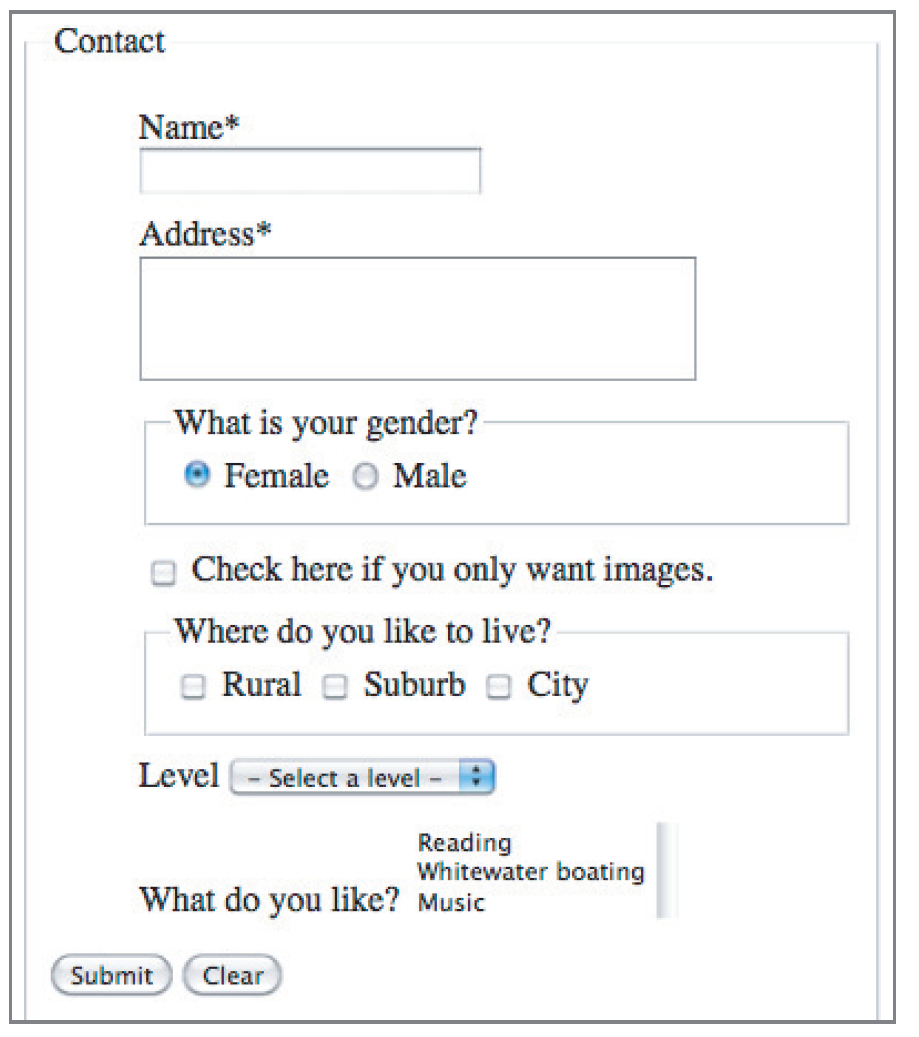 Contact
Name*
Address*
What is your gender?
Female Male
Check here if you only want images.
Where do you like to live?
Rural Suburb City
Level – Select a level –
Reading
Whitewater boating
What do you like? Music
Submit Clear